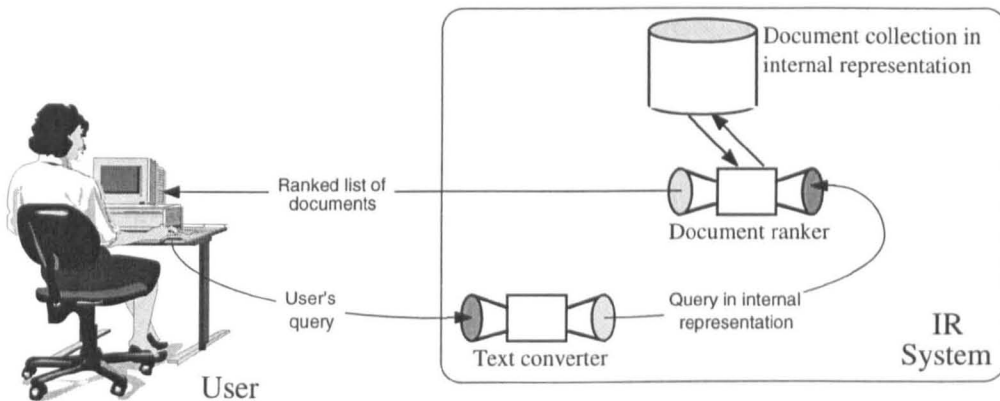 Document collection in
internal representation
Ranked list of
documents
Document ranker
User's
query
Query in internal
representation
Text converter
IR
System
User